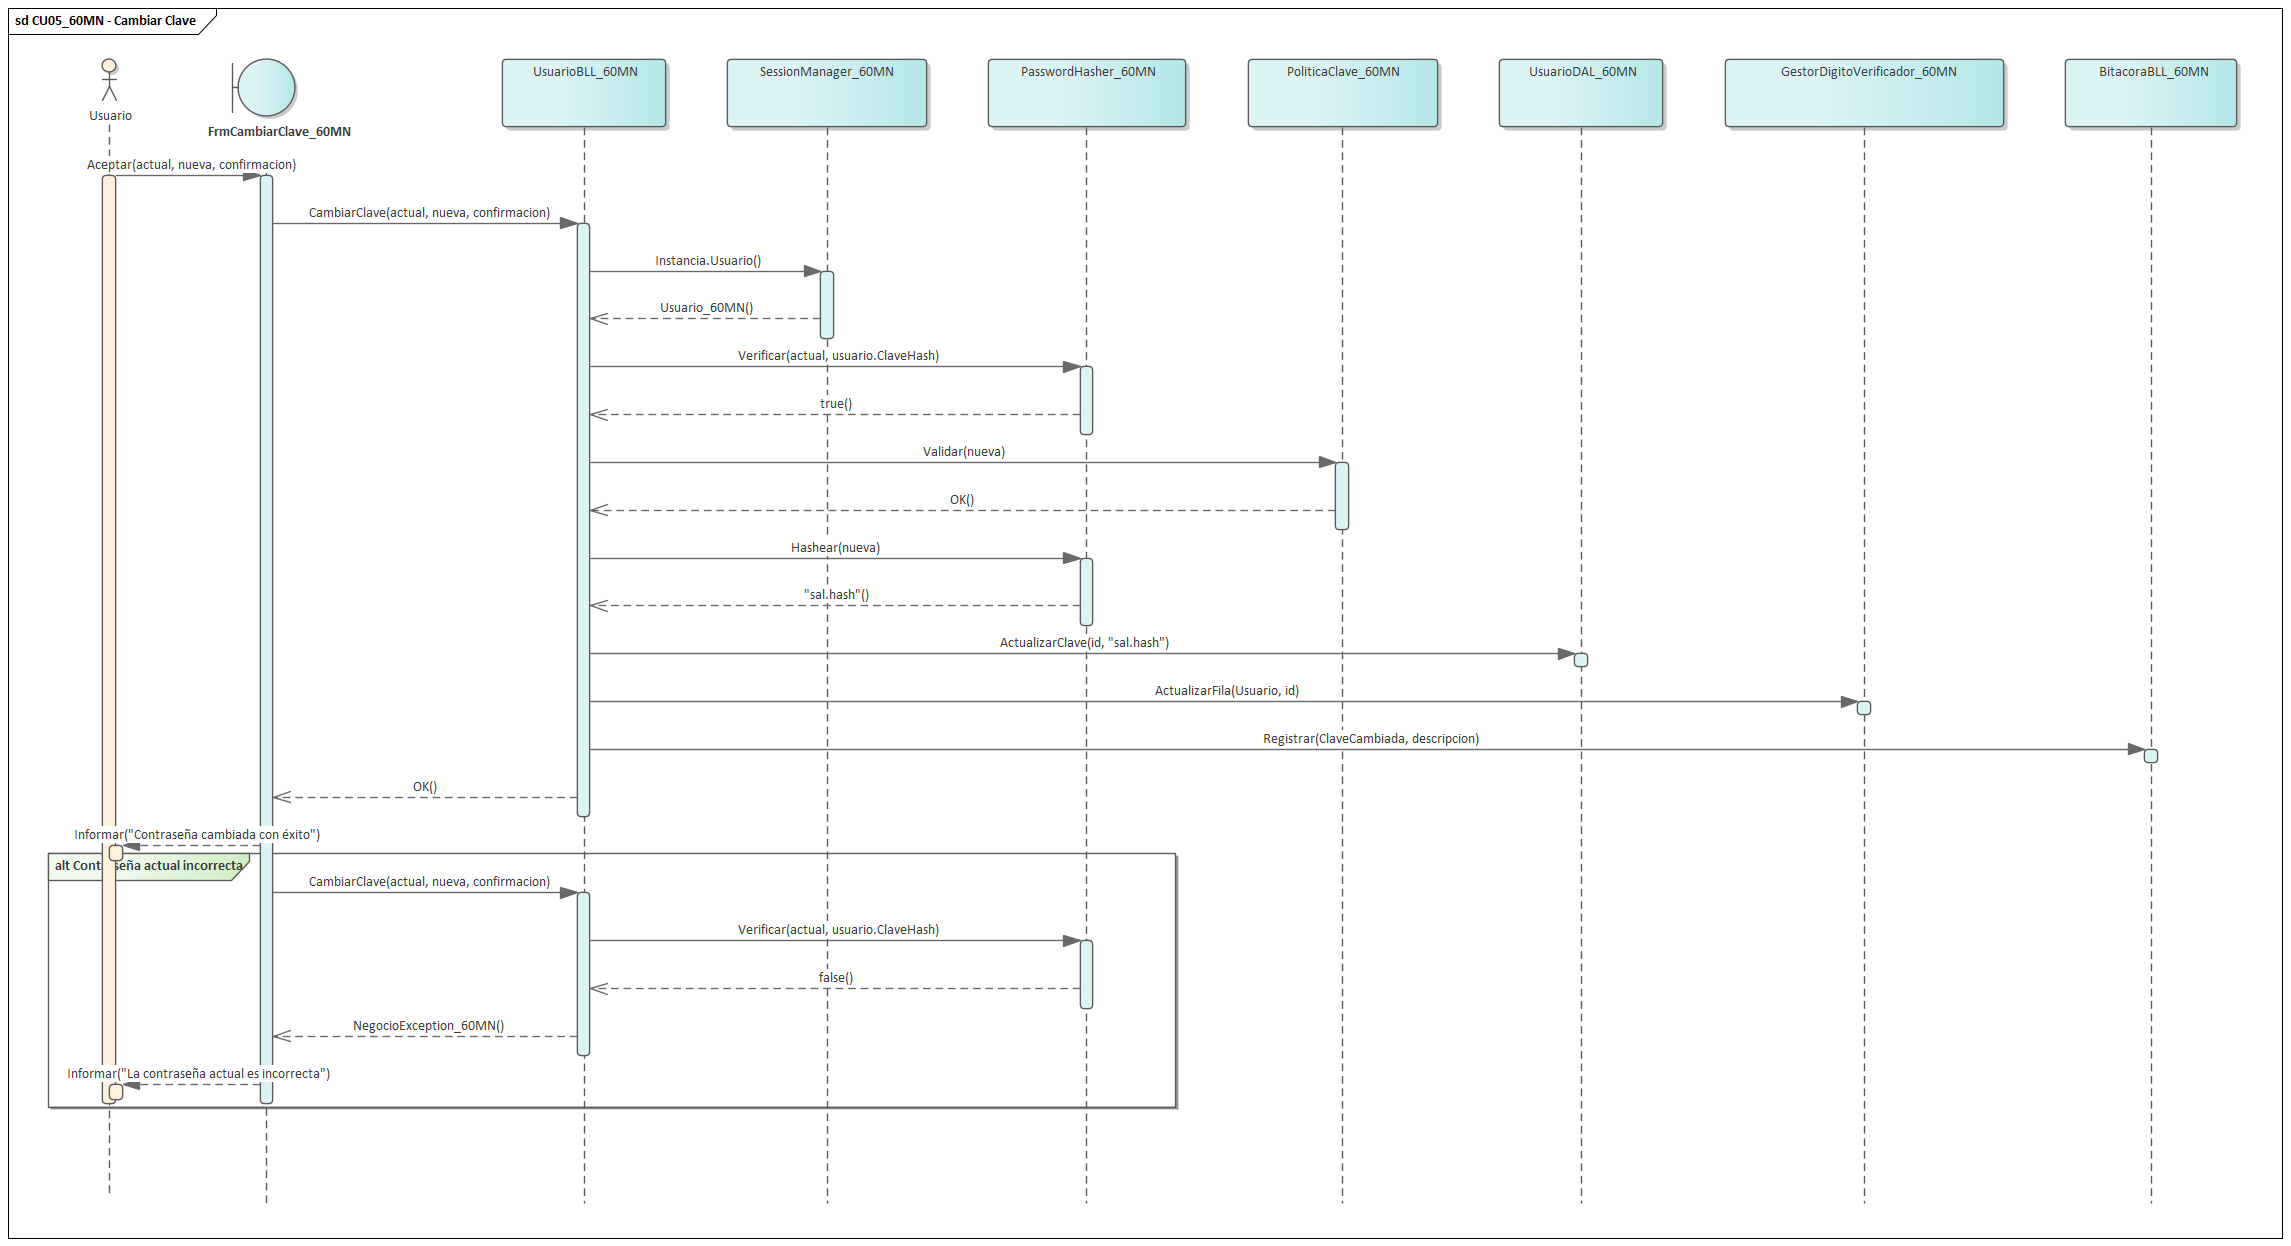 sd CU05_60MN - Cambiar Clave
Usuario
FrmCambiarClave_60MN
UsuarioBLL_60MN
SessionManager_60MN
PasswordHasher_60MN
PoliticaClave_60MN
UsuarioDAL_60MN
GestorDigitoVerificador_60MN
BitacoraBLL_60MN
Aceptar(actual, nueva, confirmacion)
CambiarClave(actual, nueva, confirmacion)
Instancia.Usuario()
Usuario_60MN()
Verificar(actual, usuario.ClaveHash)
true()
Validar(nueva)
OK()
Hashear(nueva)
"sal.hash"()
ActualizarClave(id, "sal.hash")
ActualizarFila(Usuario, id)
Registrar(ClaveCambiada, descripcion)
OK()
Informar("Contraseña cambiada con éxito")
alt Contraseña actual incorrecta
CambiarClave(actual, nueva, confirmacion)
Verificar(actual, usuario.ClaveHash)
false()
NegocioException_60MN()
Informar("La contraseña actual es incorrecta")